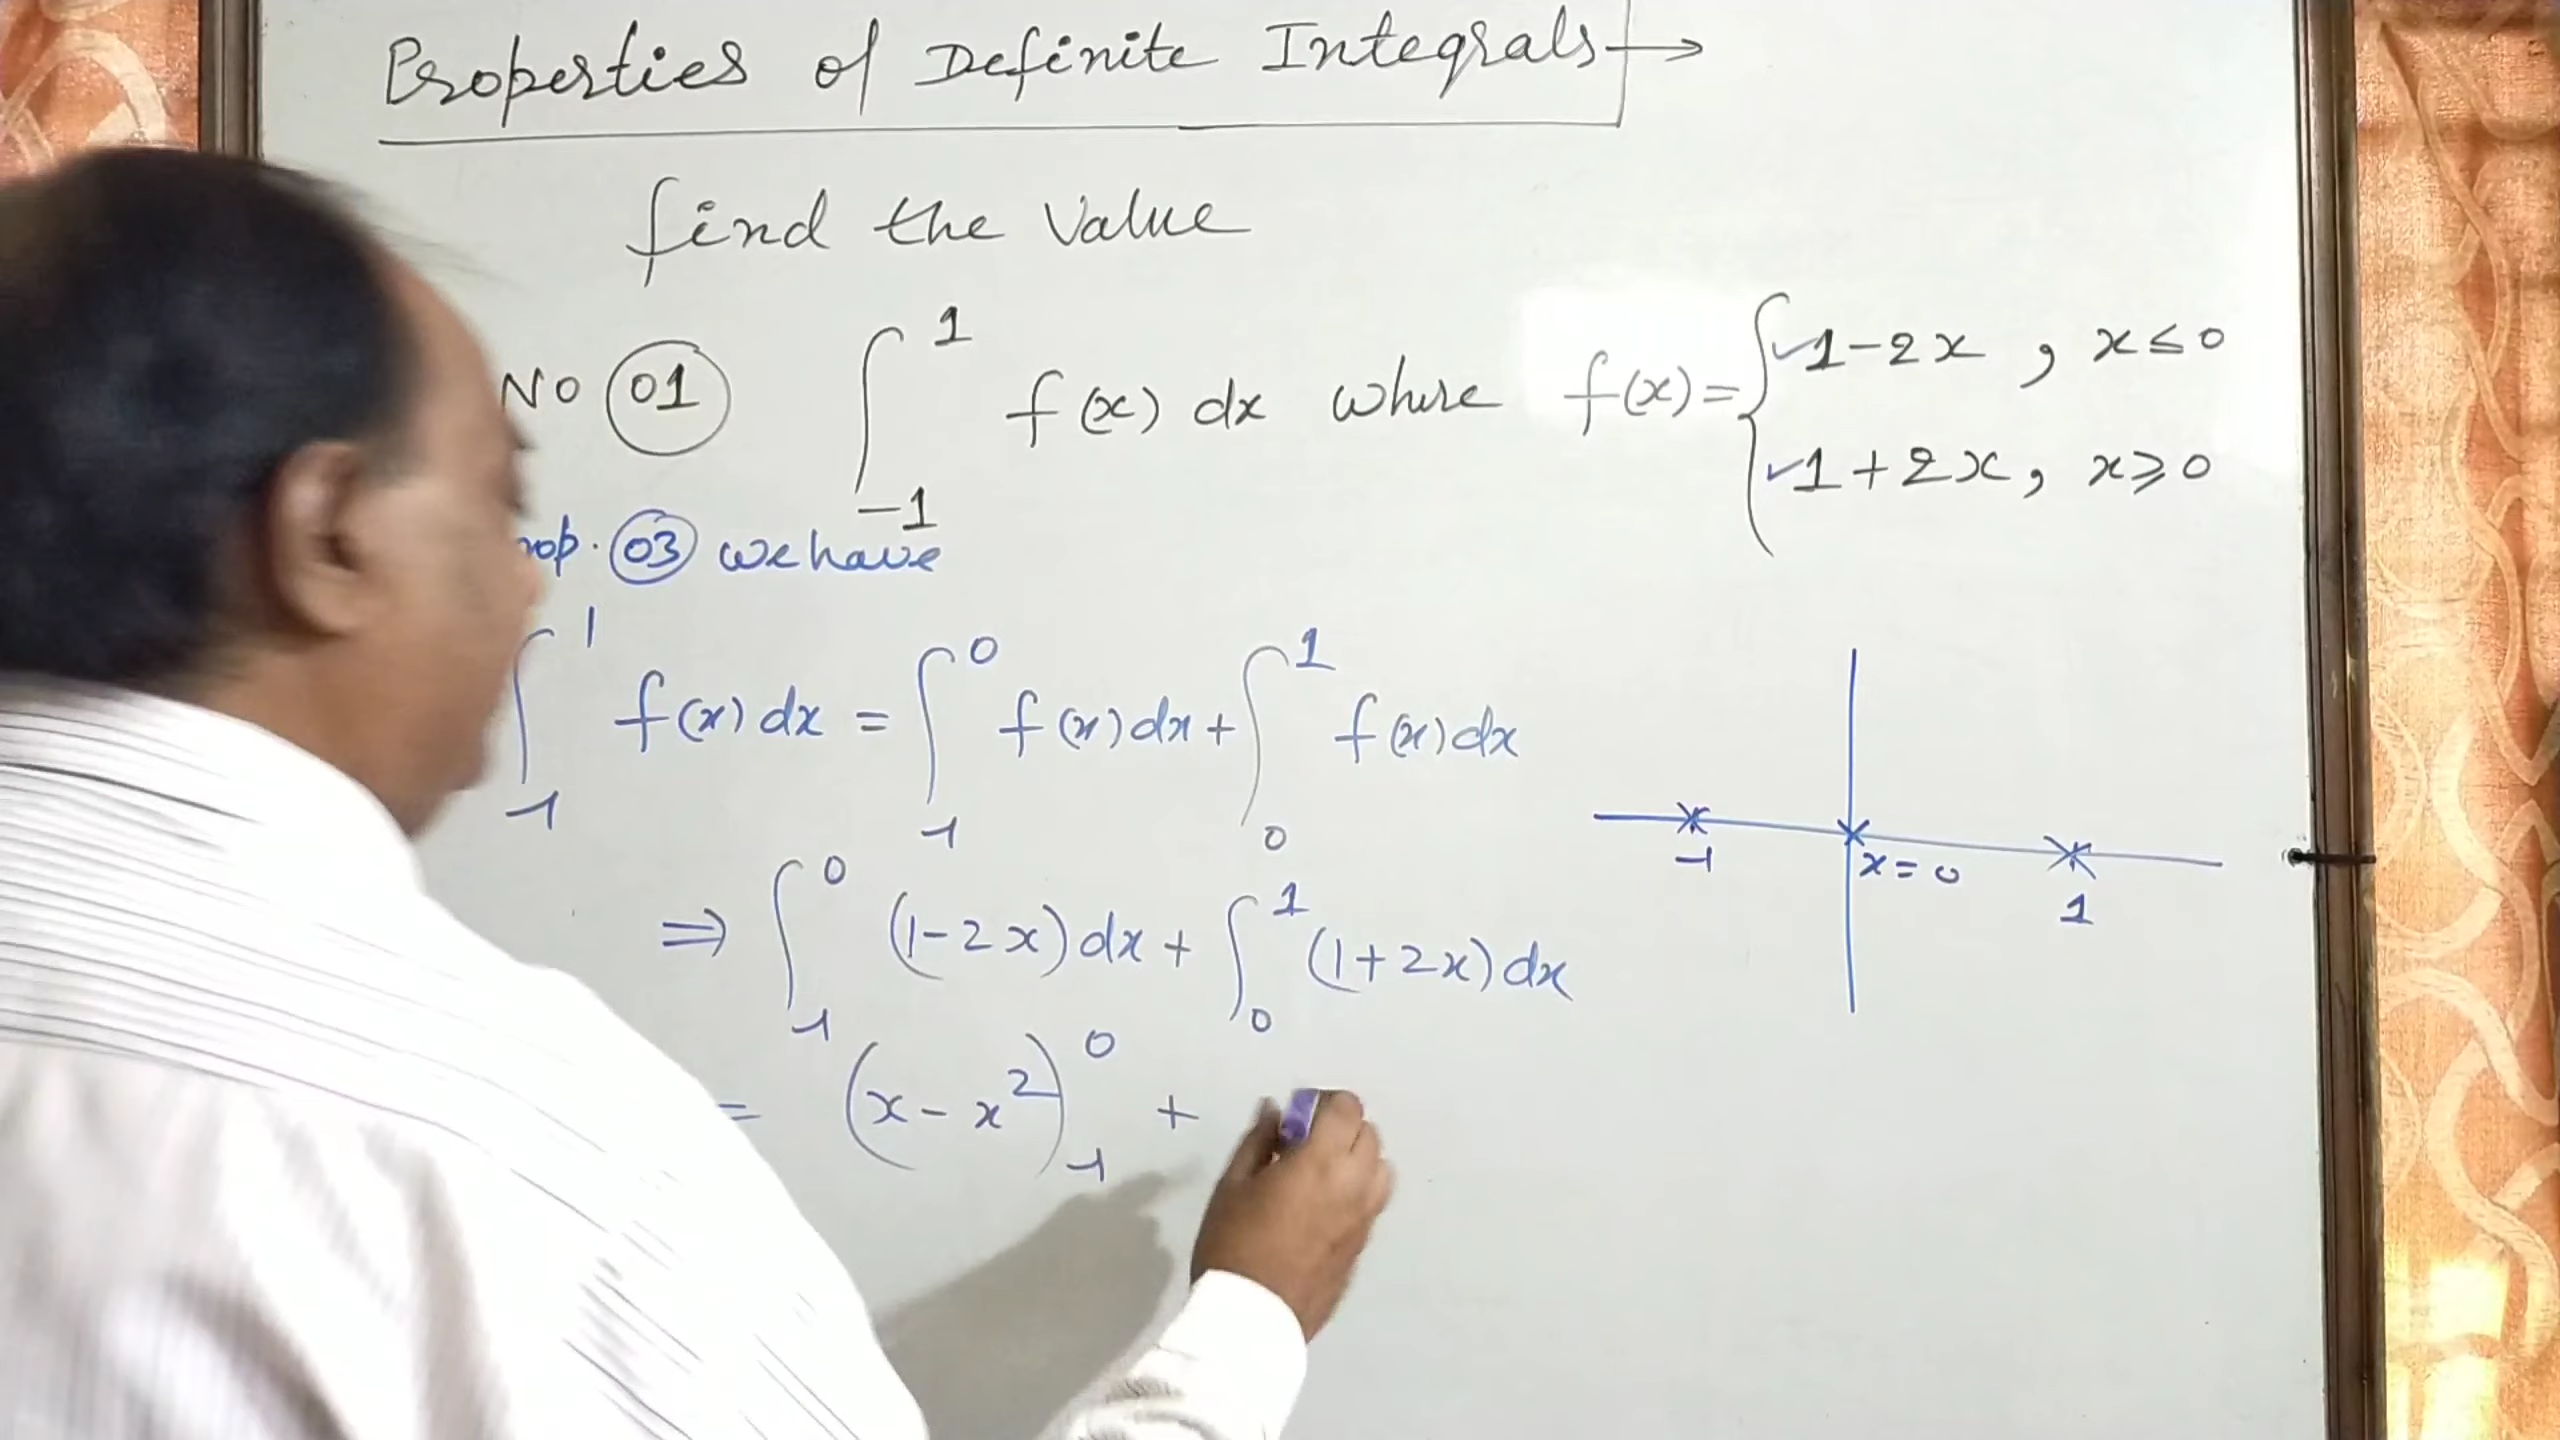 Properties of Definite Integrals →
find the Value
No 01 ∫_{-1}^{1} f(x) dx where f(x) = { 1-2x , x ≤ 0
1+2x , x ⩾ 0
03 we have
∫_{-1}^{1} f(x) dx = ∫_{-1}^{0} f(x) dx + ∫_{0}^{1} f(x) dx
-1 x = 0 1
⇒ ∫_{-1}^{0} (1-2x) dx + ∫_{0}^{1} (1+2x) dx
= (x - x²)_{-1}^{0} +